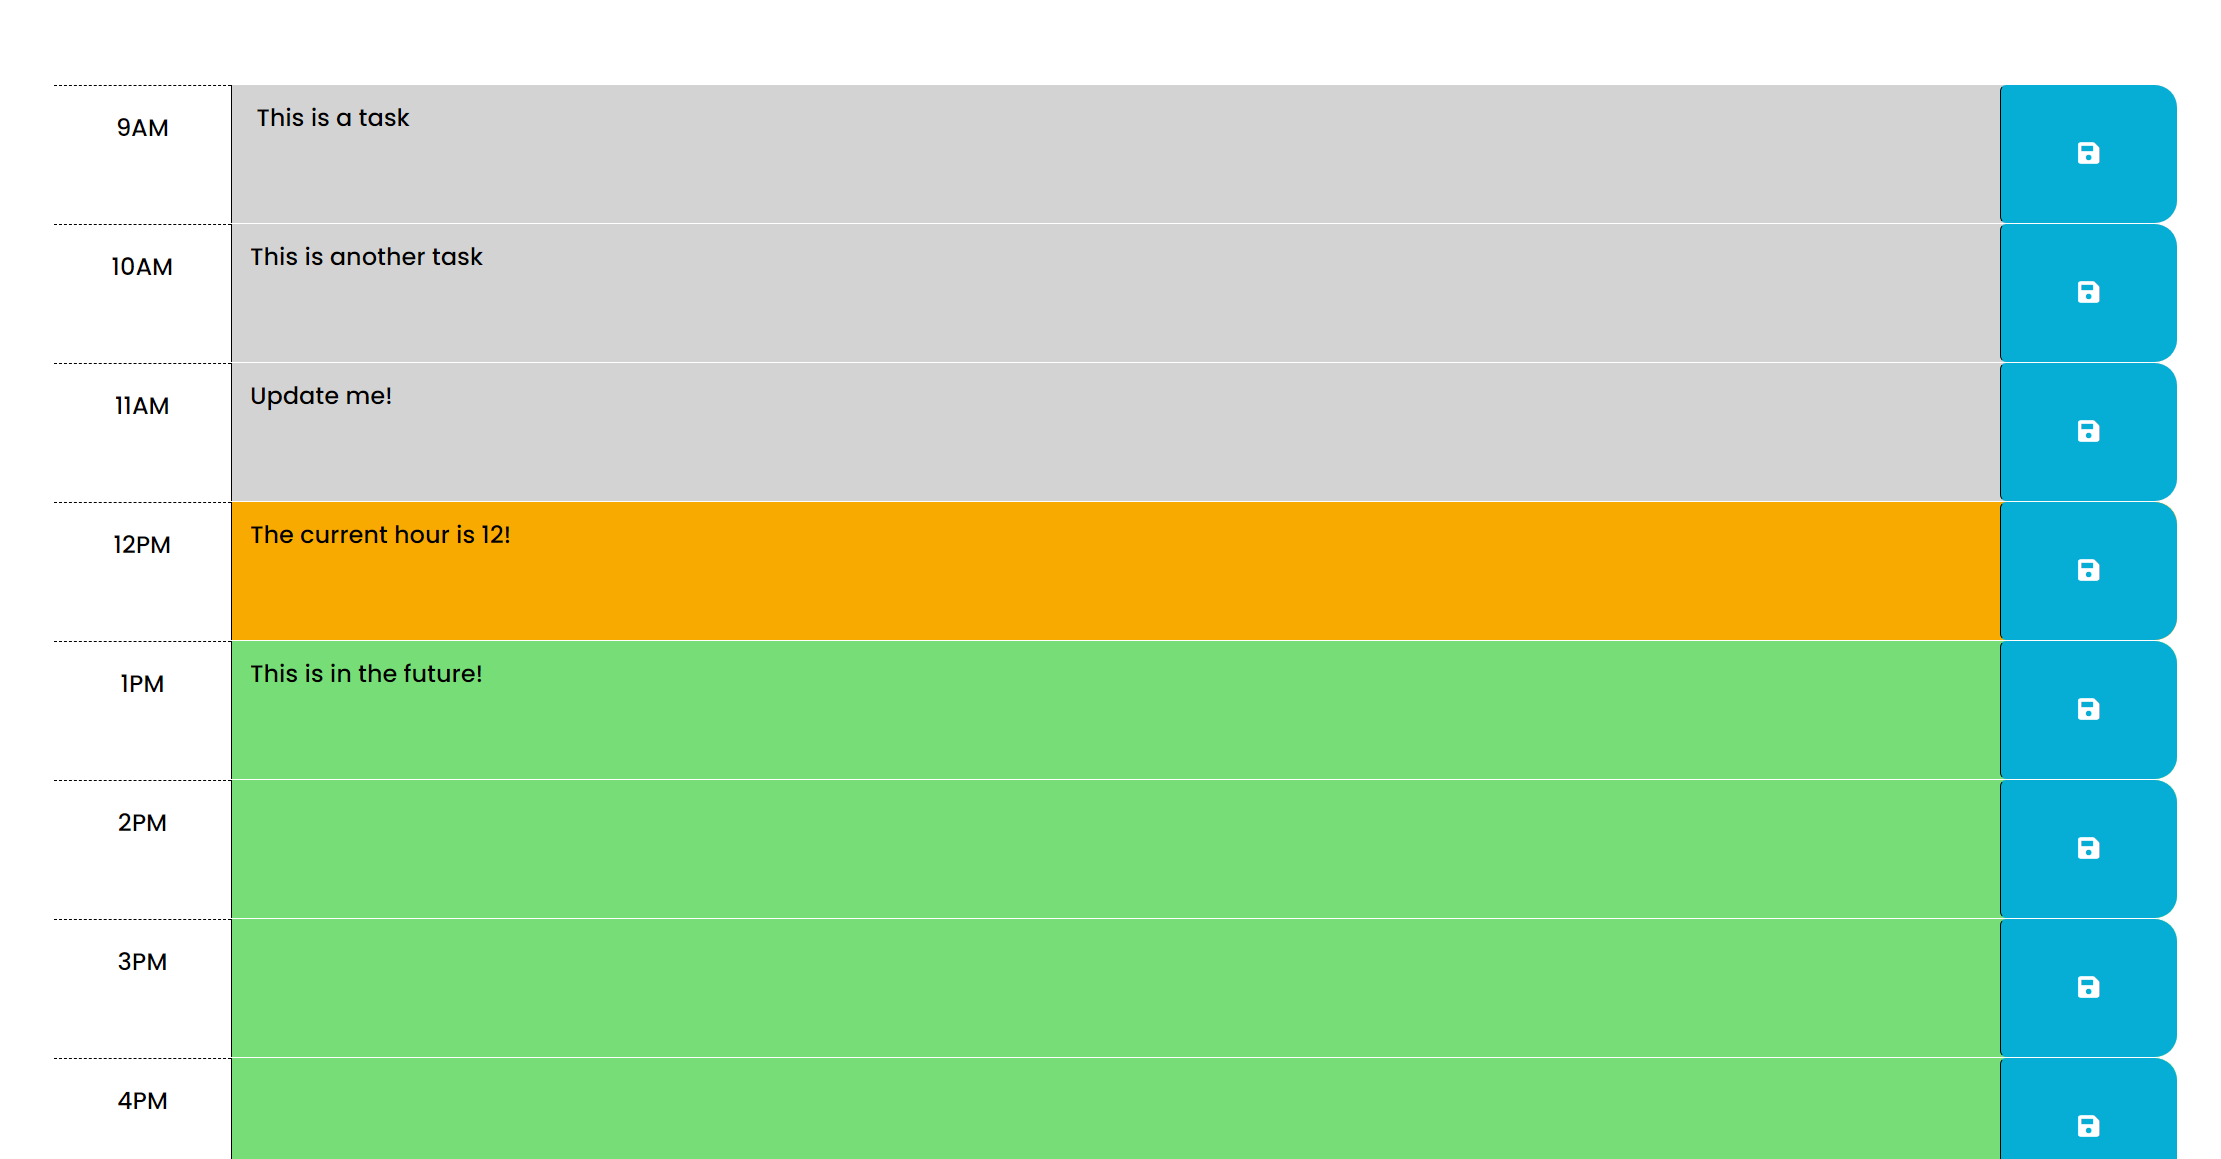 9AM
This is a task
10AM
This is another task
11AM
Update me!
12PM
The current hour is 12!
1PM
This is in the future!
2PM
3PM
4PM